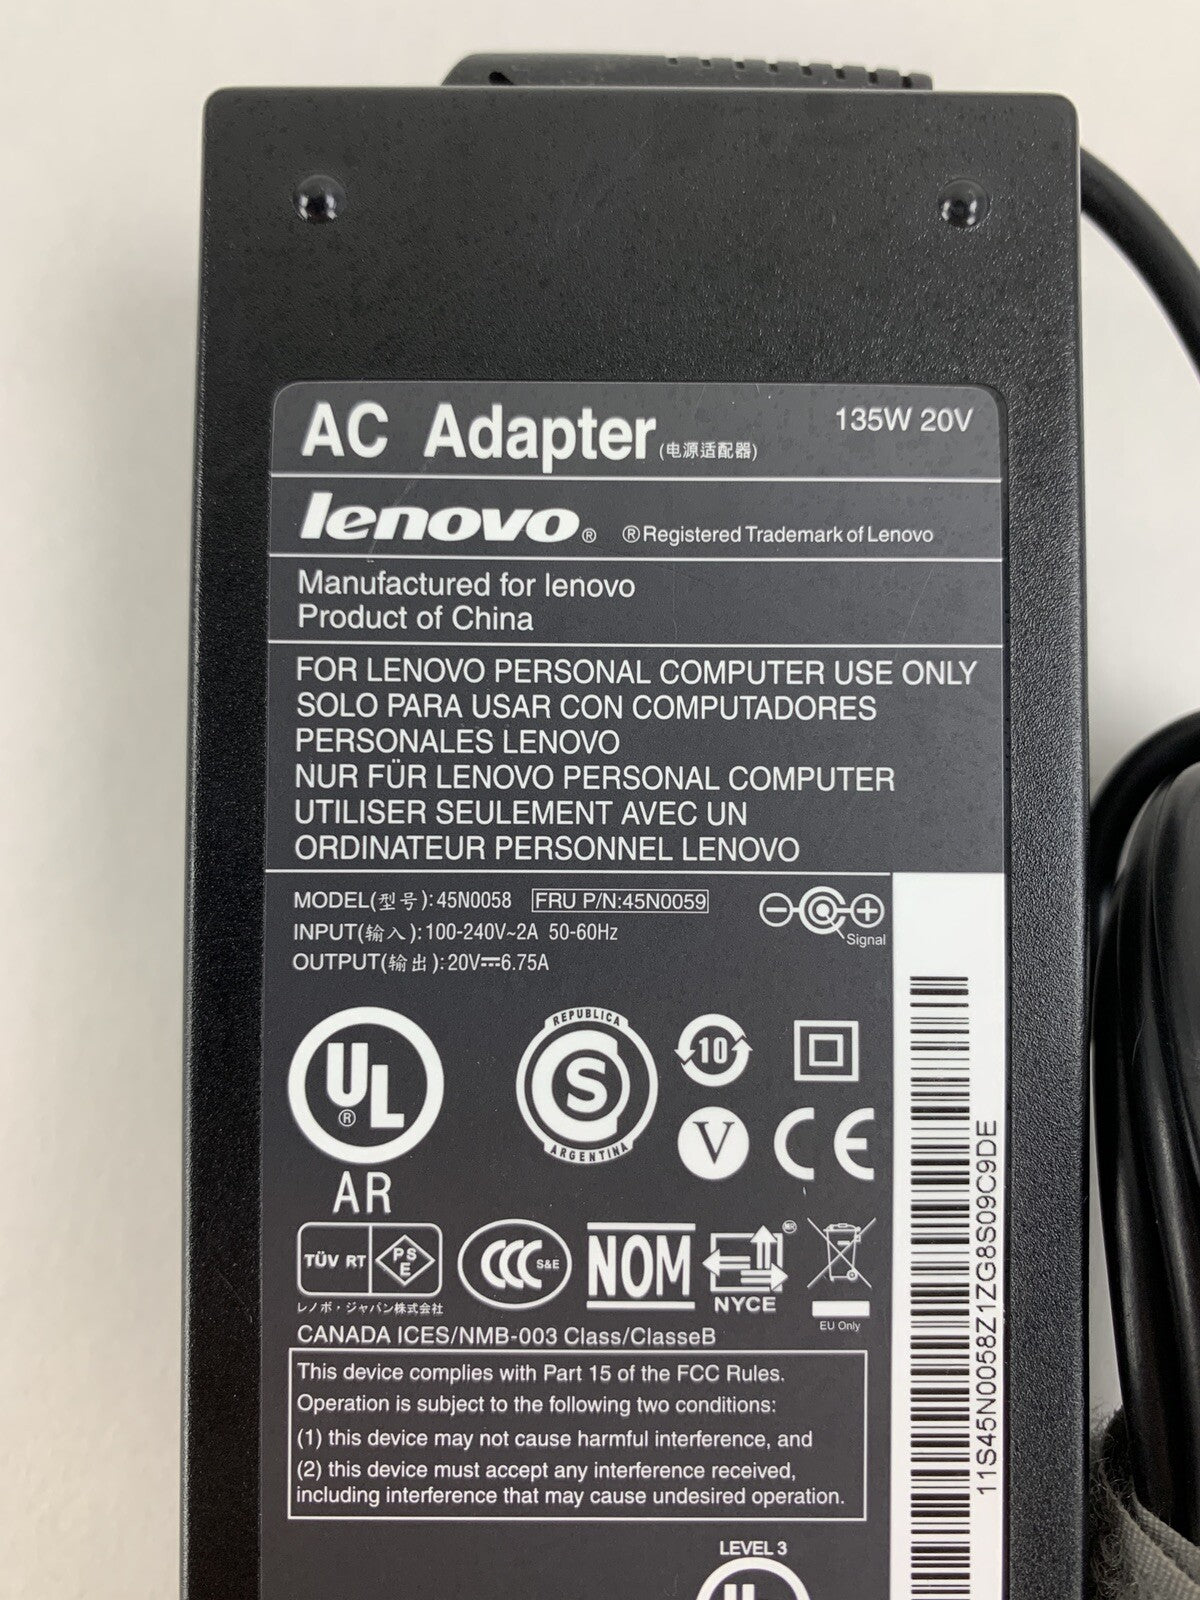 AC Adapter (电源适配器) 135W 20V
lenovo® ®Registered Trademark of Lenovo
Manufactured for lenovo
Product of China
FOR LENOVO PERSONAL COMPUTER USE ONLY
SOLO PARA USAR CON COMPUTADORES
PERSONALES LENOVO
NUR FÜR LENOVO PERSONAL COMPUTER
UTILISER SEULEMENT AVEC UN
ORDINATEUR PERSONNEL LENOVO
MODEL(型号):45N0058 FRU P/N:45N0059
INPUT(输入):100-240V~2A 50-60Hz
OUTPUT(输出):20V⎓6.75A
Signal
UL®
AR
REPUBLICA
S
ARGENTINA
10
V
CE
TÜV RT
PSE
レノボ・ジャパン株式会社
CCC S&E
NOM
NYCE MR
EU Only
CANADA ICES/NMB-003 Class/ClasseB
This device complies with Part 15 of the FCC Rules.
Operation is subject to the following two conditions:
(1) this device may not cause harmful interference, and
(2) this device must accept any interference received,
including interference that may cause undesired operation.
11S45N0058Z1ZG8S09C9DE
LEVEL 3
UL